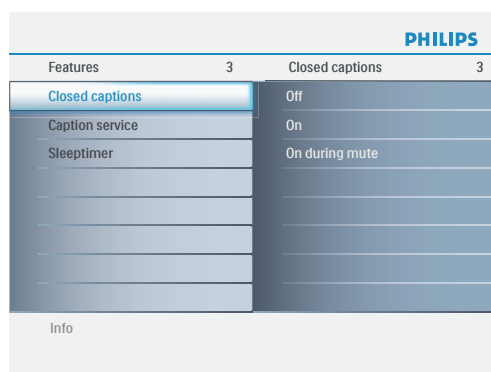 PHILIPS
Features 3 Closed captions 3
Closed captions Off
Caption service On
Sleeptimer On during mute
Info